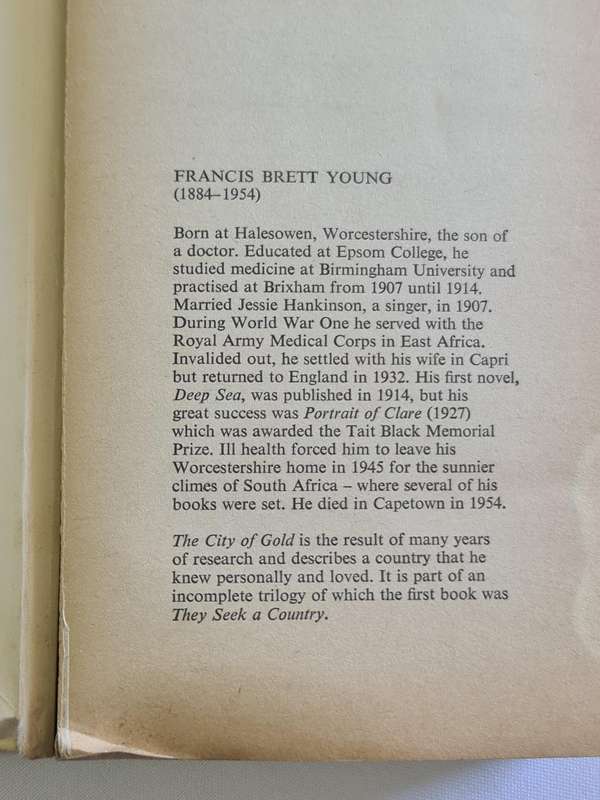 FRANCIS BRETT YOUNG
(1884–1954)
Born at Halesowen, Worcestershire, the son of
a doctor. Educated at Epsom College, he
studied medicine at Birmingham University and
practised at Brixham from 1907 until 1914.
Married Jessie Hankinson, a singer, in 1907.
During World War One he served with the
Royal Army Medical Corps in East Africa.
Invalided out, he settled with his wife in Capri
but returned to England in 1932. His first novel,
Deep Sea, was published in 1914, but his
great success was Portrait of Clare (1927)
which was awarded the Tait Black Memorial
Prize. Ill health forced him to leave his
Worcestershire home in 1945 for the sunnier
climes of South Africa – where several of his
books were set. He died in Capetown in 1954.
The City of Gold is the result of many years
of research and describes a country that he
knew personally and loved. It is part of an
incomplete trilogy of which the first book was
They Seek a Country.